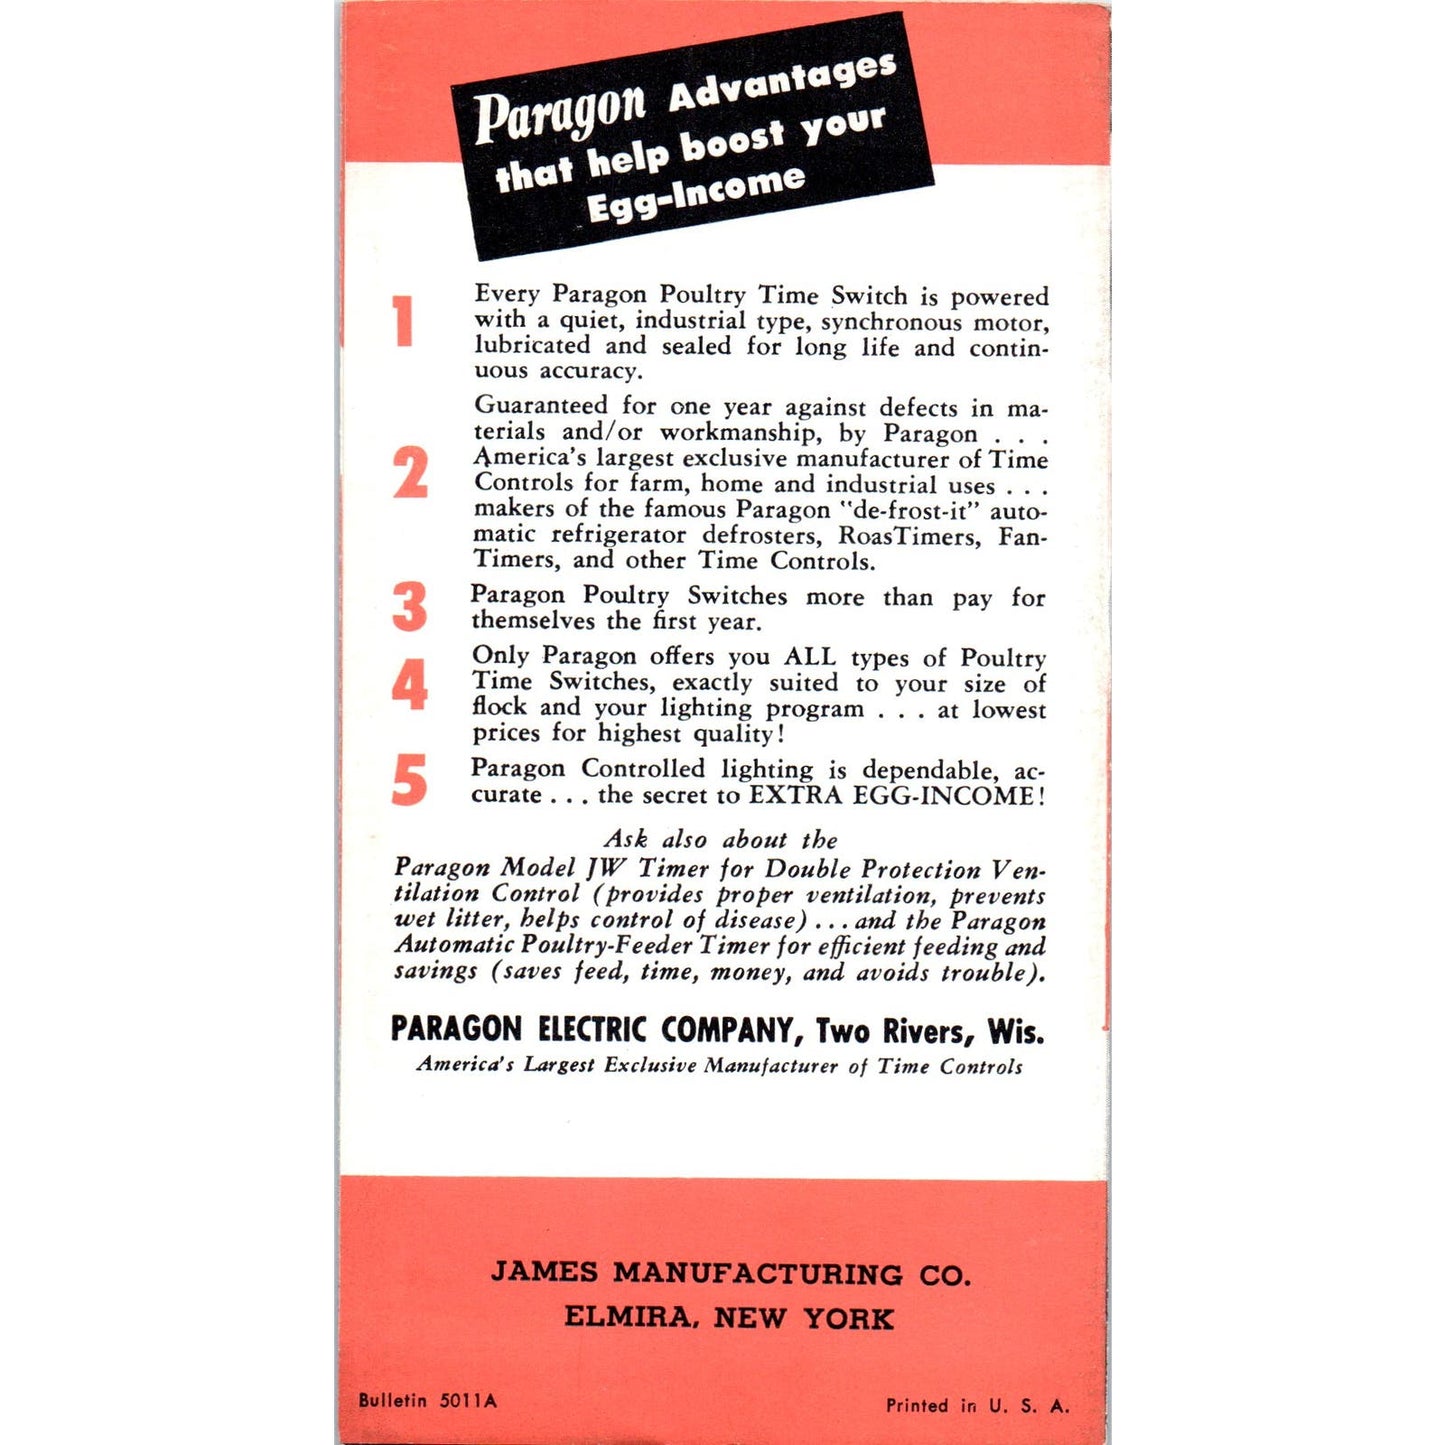 Paragon Advantages
that help boost your
Egg-Income
1
Every Paragon Poultry Time Switch is powered
with a quiet, industrial type, synchronous motor,
lubricated and sealed for long life and contin-
uous accuracy.
2
Guaranteed for one year against defects in ma-
terials and/or workmanship, by Paragon . . .
America's largest exclusive manufacturer of Time
Controls for farm, home and industrial uses . . .
makers of the famous Paragon "de-frost-it" auto-
matic refrigerator defrosters, RoasTimers, Fan-
Timers, and other Time Controls.
3
Paragon Poultry Switches more than pay for
themselves the first year.
4
Only Paragon offers you ALL types of Poultry
Time Switches, exactly suited to your size of
flock and your lighting program . . . at lowest
prices for highest quality!
5
Paragon Controlled lighting is dependable, ac-
curate . . . the secret to EXTRA EGG-INCOME!
Ask also about the
Paragon Model JW Timer for Double Protection Ven-
tilation Control (provides proper ventilation, prevents
wet litter, helps control of disease) . . . and the Paragon
Automatic Poultry-Feeder Timer for efficient feeding and
savings (saves feed, time, money, and avoids trouble).
PARAGON ELECTRIC COMPANY, Two Rivers, Wis.
America's Largest Exclusive Manufacturer of Time Controls
JAMES MANUFACTURING CO.
ELMIRA, NEW YORK
Bulletin 5011A
Printed in U. S. A.